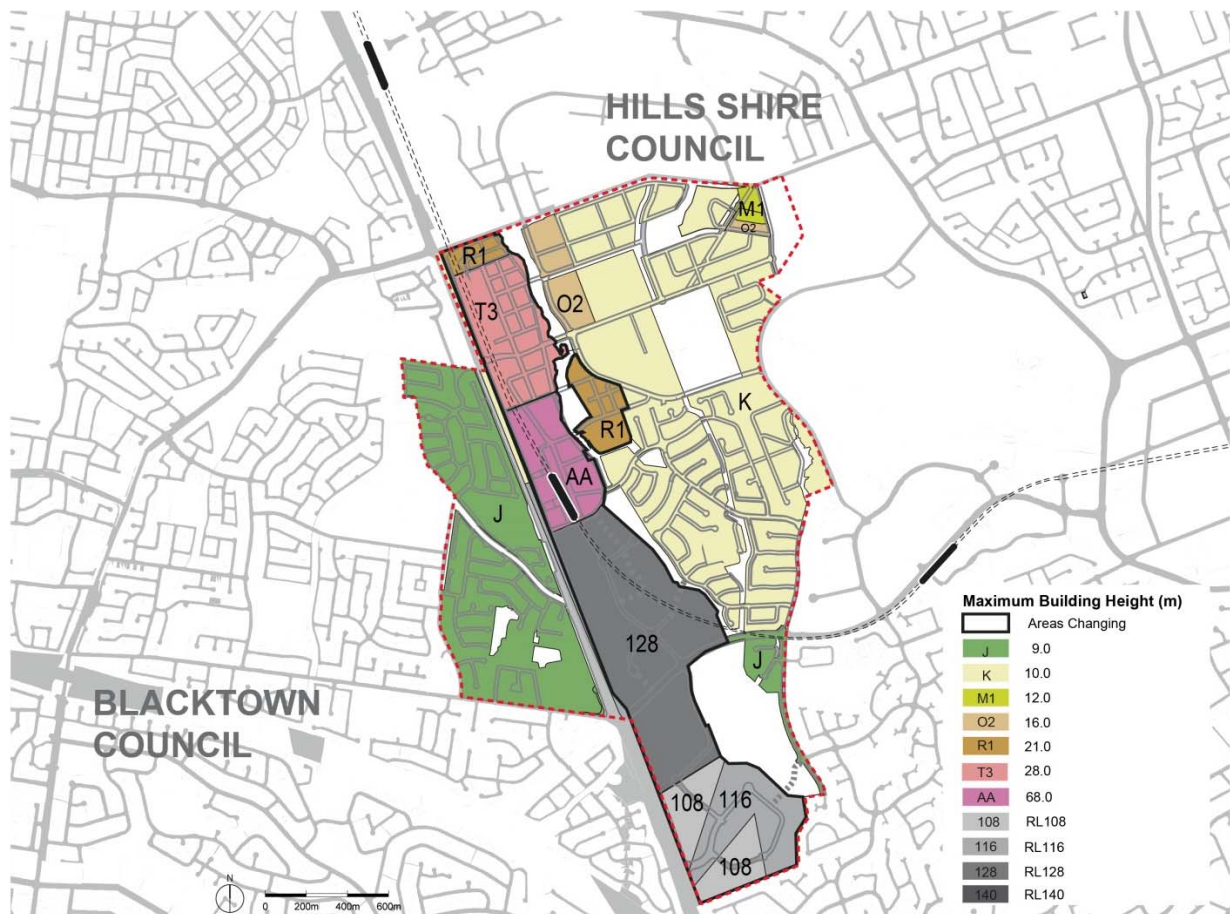 HILLS SHIRE
COUNCIL
M1
O2
R1
T3
O2
K
R1
AA
J
128
J
BLACKTOWN
COUNCIL
108
116
108
N
0 200m 400m 600m
Maximum Building Height (m)
Areas Changing
J 9.0
K 10.0
M1 12.0
O2 16.0
R1 21.0
T3 28.0
AA 68.0
108 RL108
116 RL116
128 RL128
140 RL140